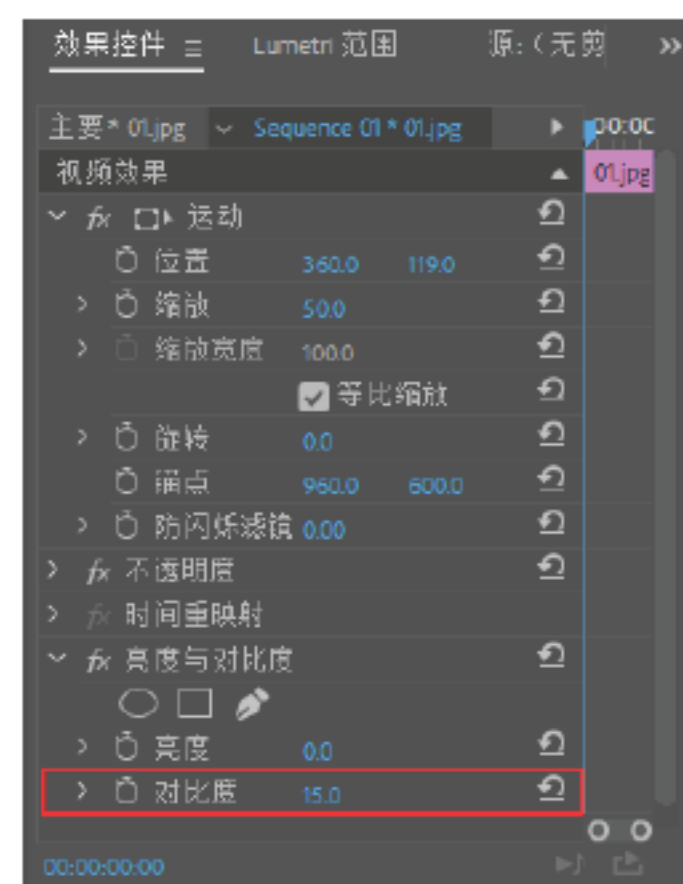 效果控件 Lumetri 范围 源:（无剪
主要* 01.jpg Sequence 01 * 01.jpg 00:00
视频效果 01.jpg
fx 运动
位置 360.0 119.0
缩放 50.0
缩放宽度 100.0
等比缩放
旋转 0.0
锚点 960.0 600.0
防闪烁滤镜 0.00
fx 不透明度
fx 时间重映射
fx 亮度与对比度
亮度 0.0
对比度 15.0
00:00:00:00